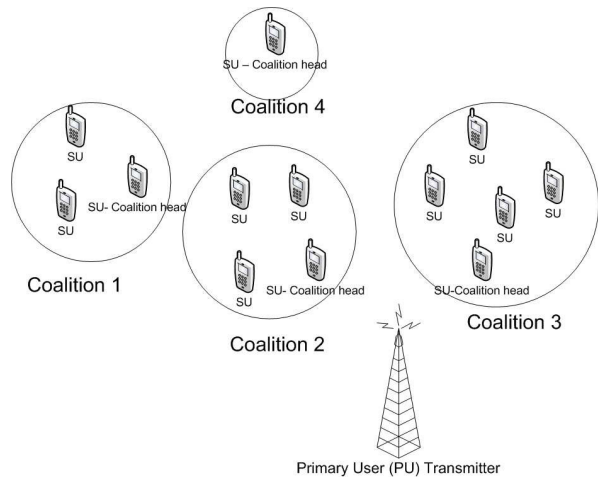 SU – Coalition head
Coalition 4
SU
SU- Coalition head
SU
Coalition 1
SU
SU
SU
SU- Coalition head
Coalition 2
SU
SU
SU
SU
SU-Coalition head
Coalition 3
Primary User (PU) Transmitter